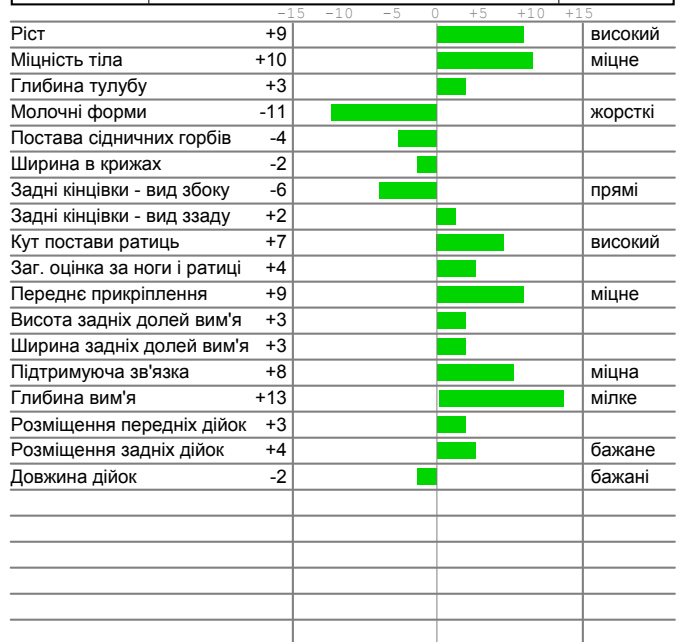 -15 -10 -5 0 +5 +10 +15
Ріст +9 високий
Міцність тіла +10 міцне
Глибина тулубу +3
Молочні форми -11 жорсткі
Постава сідничних горбів -4
Ширина в крижах -2
Задні кінцівки - вид збоку -6 прямі
Задні кінцівки - вид ззаду +2
Кут постави ратиць +7 високий
Заг. оцінка за ноги і ратиці +4
Переднє прикріплення +9 міцне
Висота задніх долей вим'я +3
Ширина задніх долей вим'я +3
Підтримуюча зв'язка +8 міцна
Глибина вим'я +13 мілке
Розміщення передніх дійок +3
Розміщення задніх дійок +4 бажане
Довжина дійок -2 бажані